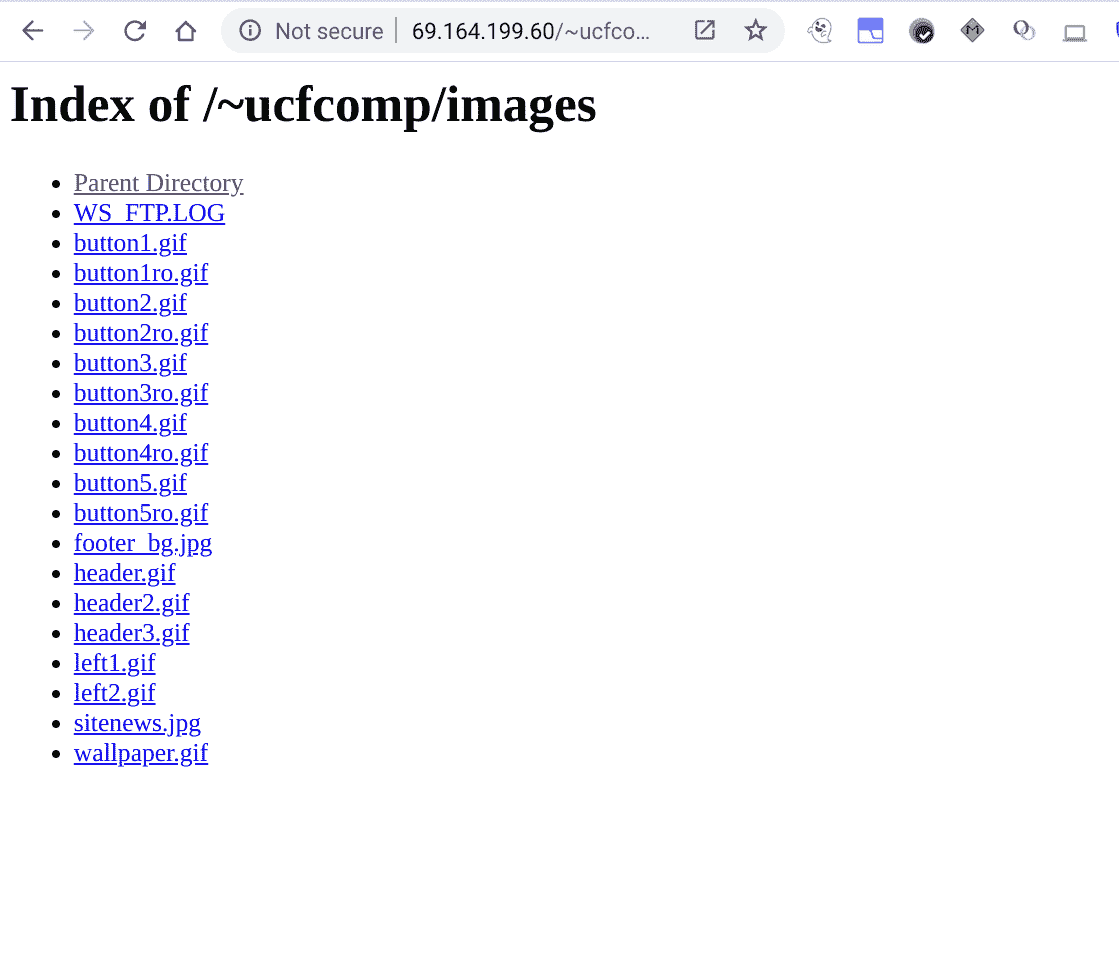 Not secure | 69.164.199.60/~ucfco...
Index of /~ucfcomp/images
Parent Directory
WS_FTP.LOG
button1.gif
button1ro.gif
button2.gif
button2ro.gif
button3.gif
button3ro.gif
button4.gif
button4ro.gif
button5.gif
button5ro.gif
footer_bg.jpg
header.gif
header2.gif
header3.gif
left1.gif
left2.gif
sitenews.jpg
wallpaper.gif